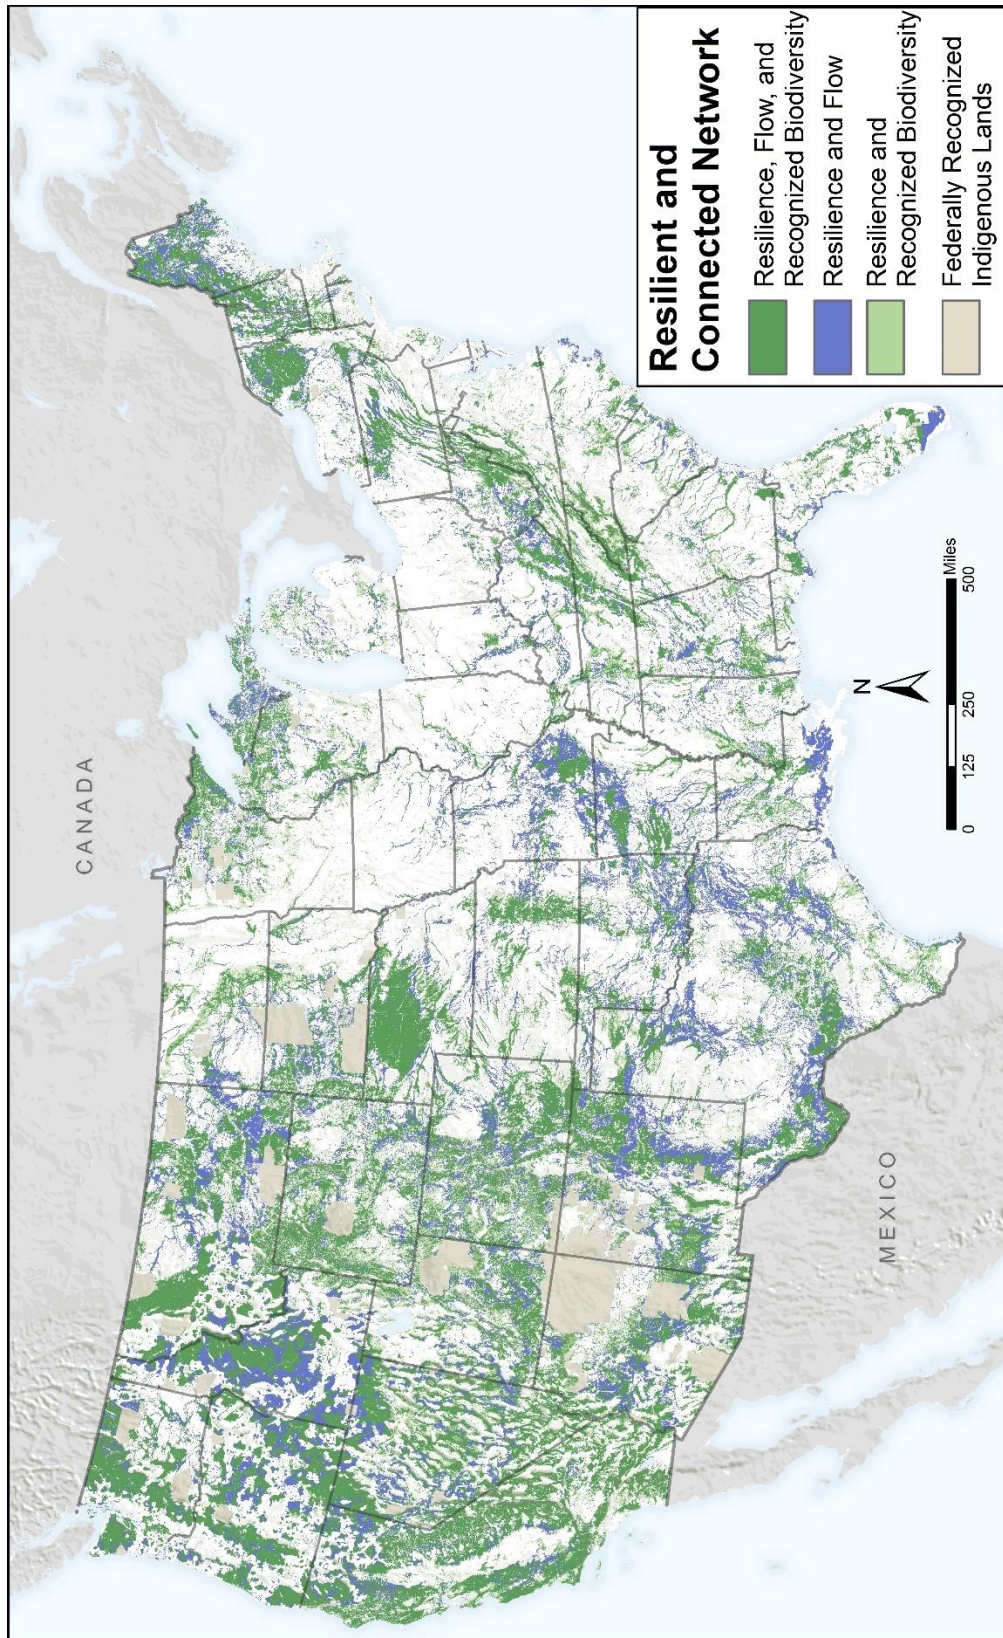 CANADA
MEXICO
N
0 125 250 500
Miles
Resilient and
Connected Network
Resilience, Flow, and
Recognized Biodiversity
Resilience and Flow
Resilience and
Recognized Biodiversity
Federally Recognized
Indigenous Lands